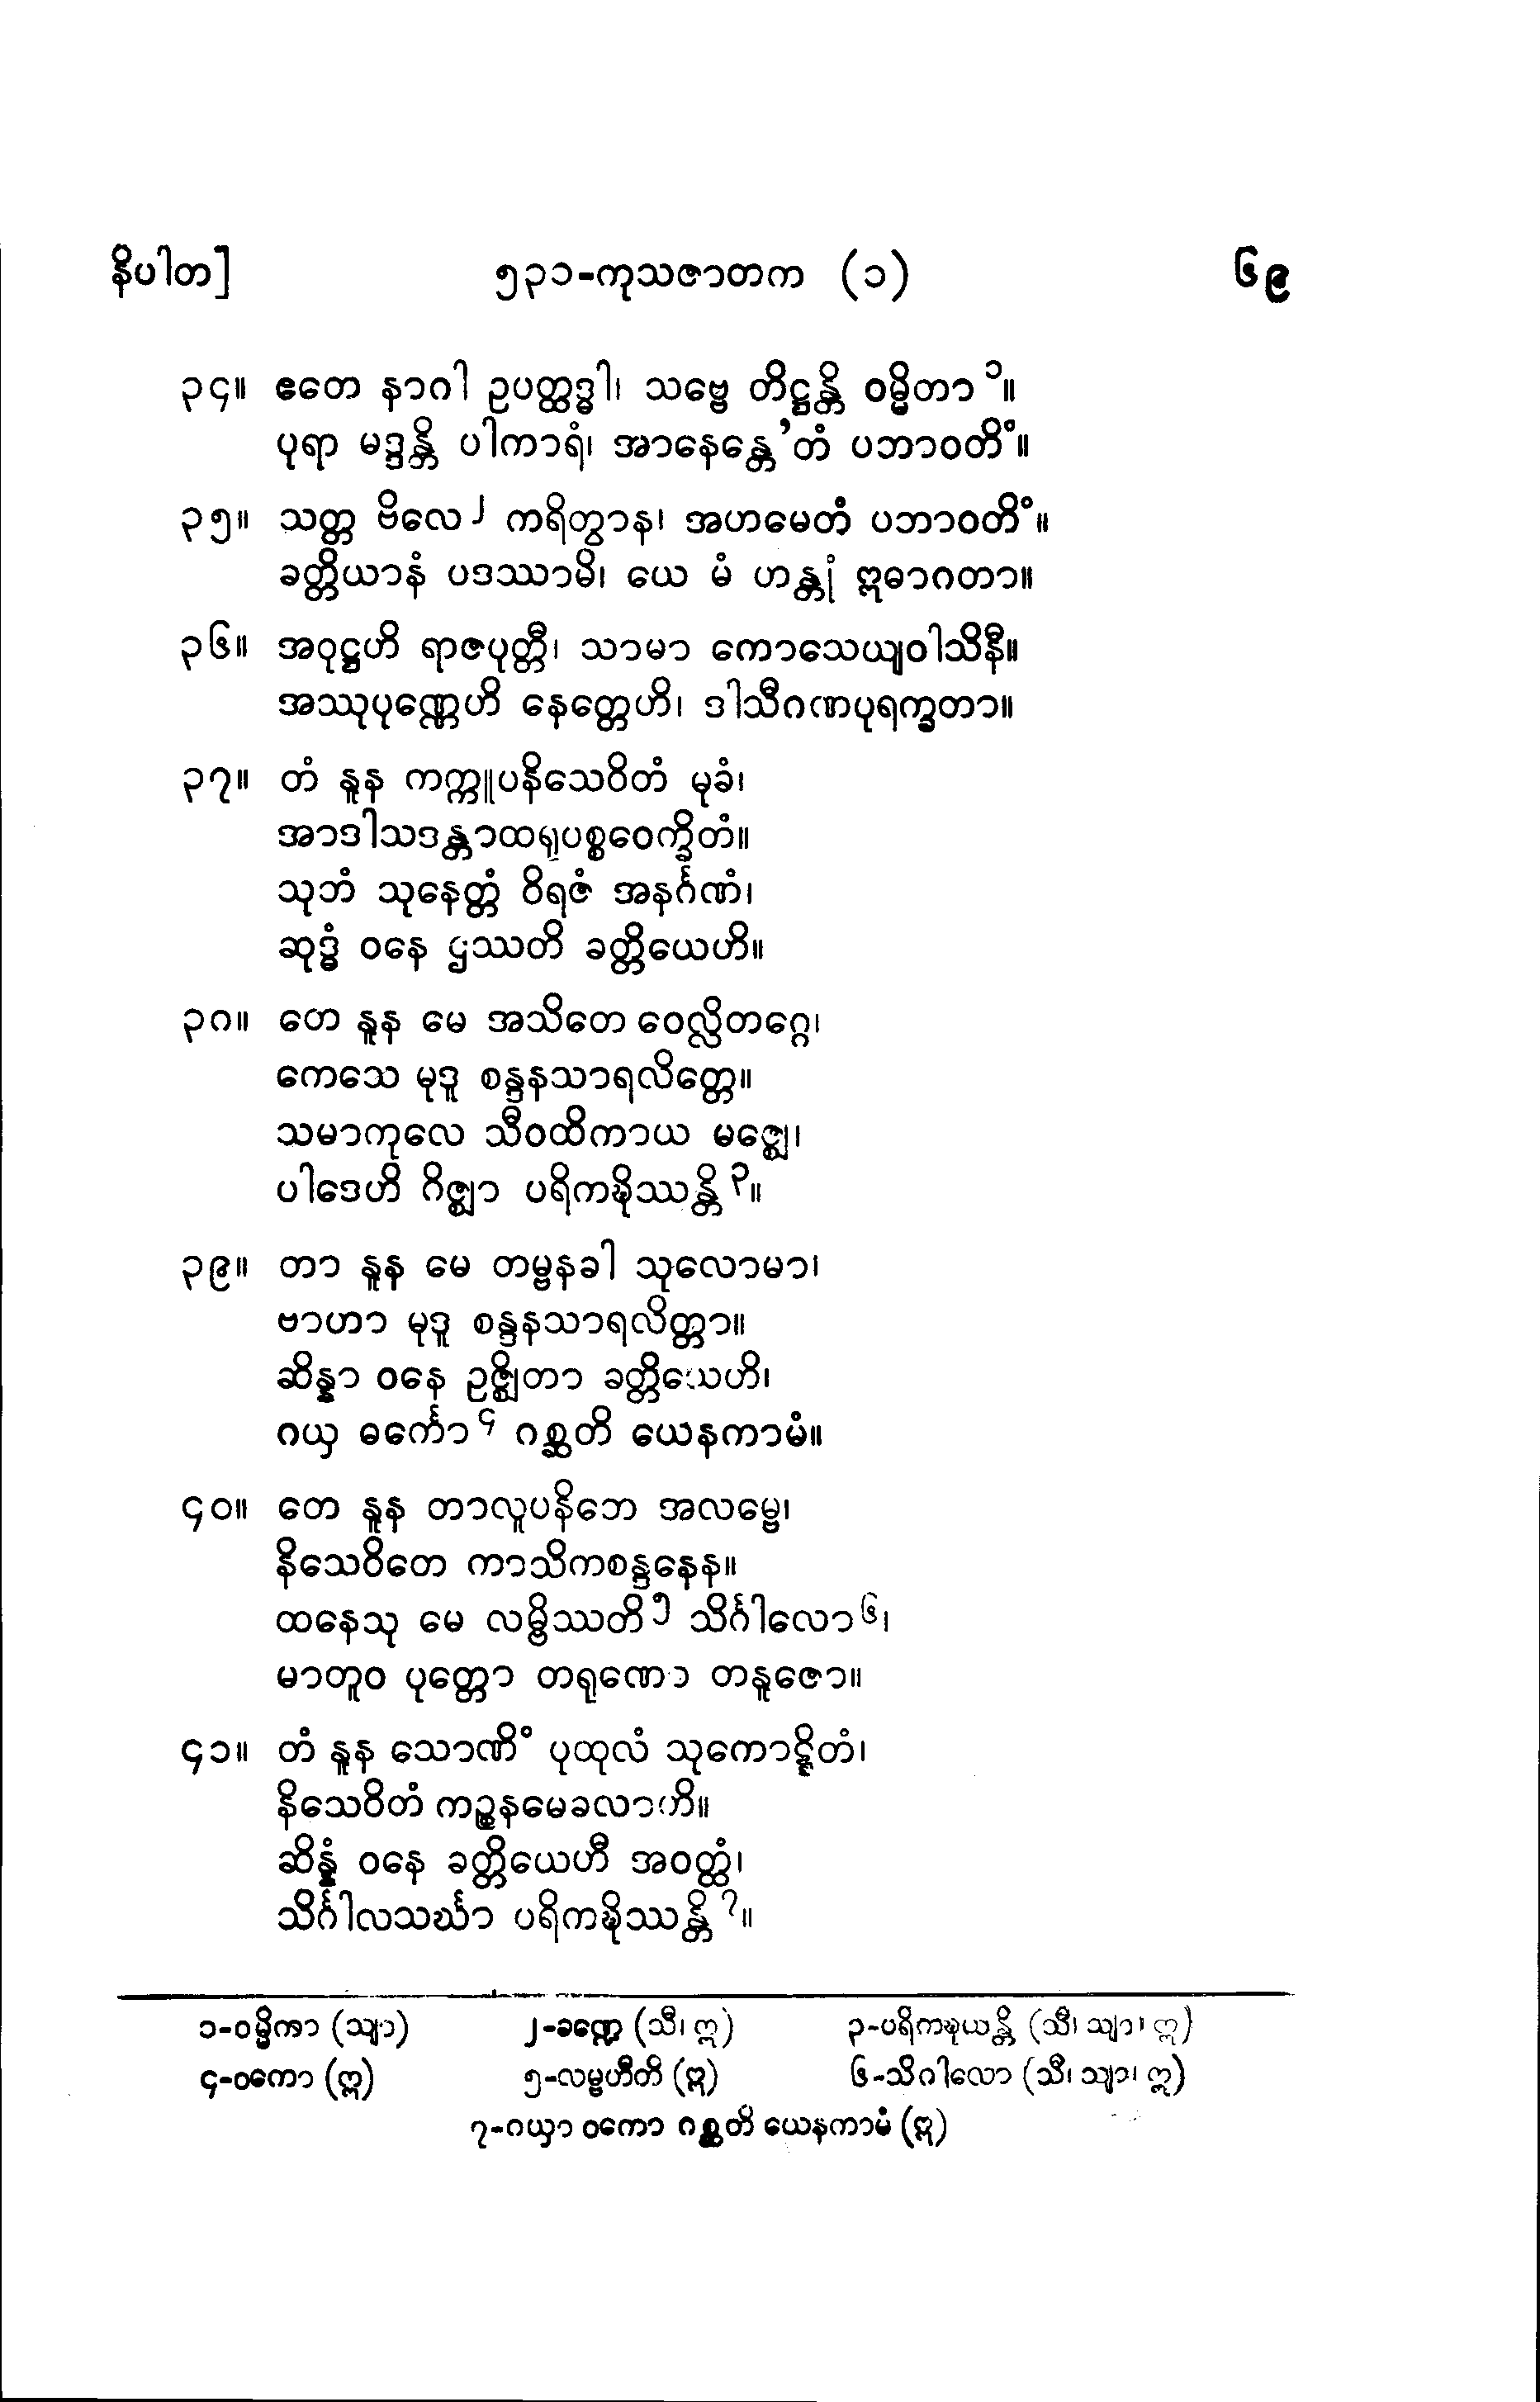 နိပါတ]
၅၃၁-ကုသဇာတက (၁)
၆၉
၃၄။ ဧတေ နာဂါ ဥပတ္ထဒ္ဓါ၊ သဗ္ဗေ တိဋ္ဌန္တိ ဝမ္မိတာ ၁။
ပုရာ မဒ္ဒန္တိ ပါကာရံ၊ အာနေန္တေ’တံ ပဘာဝတိံ။
၃၅။ သတ္တ ဗိလေ ၂ ကရိတွာန၊ အဟမေတံ ပဘာဝတိံ။
ခတ္တိယာနံ ပဒဿာမိ၊ ယေ မံ ဟန္တုံ ဣဓာဂတာ။
၃၆။ အဝုဋ္ဌဟိ ရာဇပုတ္တီ၊ သာမာ ကောသေယျဝါသိနီ။
အဿုပုဏ္ဏေဟိ နေတ္တေဟိ၊ ဒါသီဂဏပုရက္ခတာ။
၃၇။ တံ နူန ကက္ကူပနိသေဝိတံ မုခံ၊
အာဒါသဒန္တာထရုပစ္စဝေက္ခိတံ။
သုဘံ သုနေတ္တံ ဝိရဇံ အနင်္ဂဏံ၊
ဆုဒ္ဓံ ဝနေ ဌဿတိ ခတ္တိယေဟိ။
၃၈။ တေ နူန မေ အသိတေ ဝေလ္လိတဂ္ဂေ၊
ကေသေ မုဒူ စန္ဒနသာရလိတ္တေ။
သမာကုလေ သီဝထိကာယ မဇ္ဈေ၊
ပါဒေဟိ ဂိဇ္ဈာ ပရိကဍ္ဎိဿန္တိ ၃။
၃၉။ တာ နူန မေ တမ္ဗနခါ သုလောမာ၊
ဗာဟာ မုဒူ စန္ဒနသာရလိတ္တာ။
ဆိန္နာ ဝနေ ဥဇ္ဈိတာ ခတ္တိယေဟိ၊
ဂယှ ဓင်္ကော ၄ ဂစ္ဆတိ ယေနကာမံ။
၄၀။ တေ နူန တာလူပနိဘေ အလမ္ဗေ၊
နိသေဝိတေ ကာသိကစန္ဒနေန။
ထနေသု မေ လမ္ဗိဿတိ ၅ သိင်္ဂါလော ၆၊
မာတူဝ ပုတ္တော တရုဏော တနူဇော။
၄၁။ တံ နူန သောဏိံ ပုထုလံ သုကောဋ္ဋိတံ၊
နိသေဝိတံ ကဉ္စနမေခလာဟိ။
ဆိန္နံ ဝနေ ခတ္တိယေဟီ အဝတ္ထံ၊
သိင်္ဂါလသင်္ဃာ ပရိကဍ္ဎိဿန္တိ ၇။
၁-ဝမ္မိကာ (သျာ) ၂-ခဏ္ဍေ (သီ၊ ဣ) ၃-ပရိကဍ္ဎယန္တိ (သီ၊ သျာ၊ ဣ)
၄-ဝကော (ဣ) ၅-လမ္ဗဟီတိ (ဣ) ၆-သိဂါလော (သီ၊ သျာ၊ ဣ)
၇-ဂယှာ ဝကော ဂစ္ဆတိ ယေနကာမံ (ဣ)